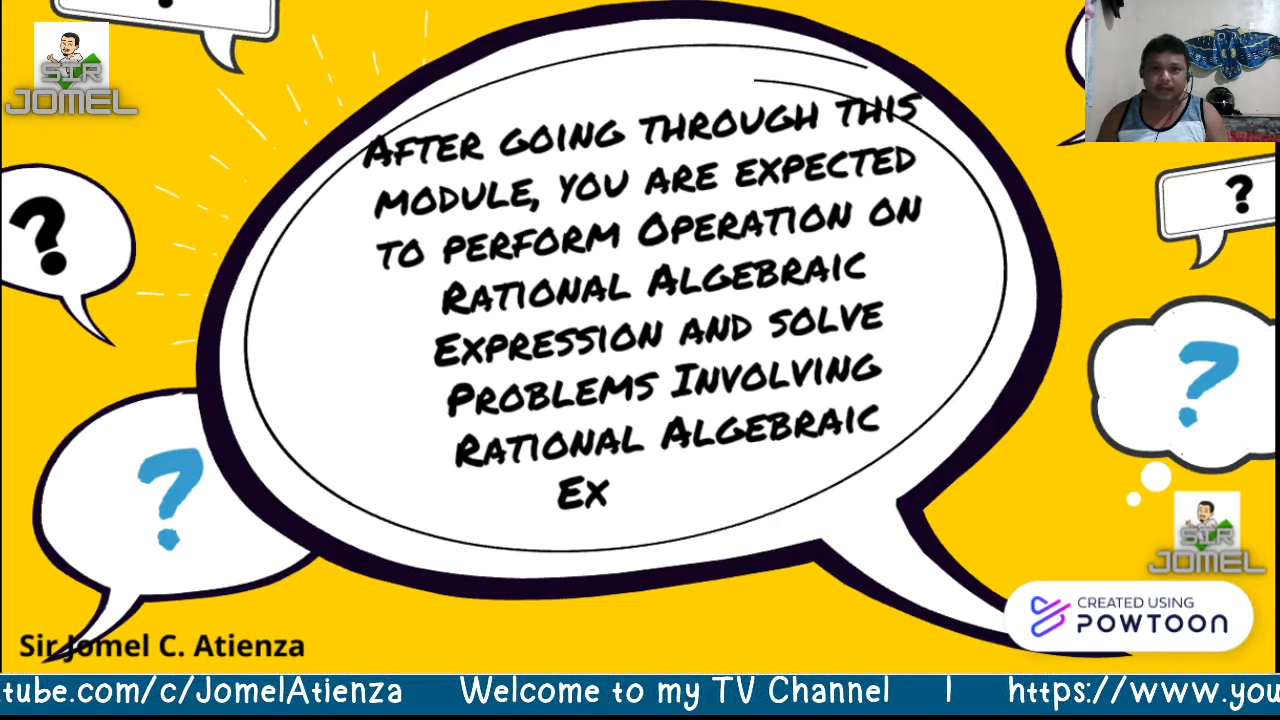 SIR
JOMEL
?
?
AFTER GOING THROUGH THIS
MODULE, YOU ARE EXPECTED
TO PERFORM OPERATION ON
RATIONAL ALGEBRAIC
EXPRESSION AND SOLVE
PROBLEMS INVOLVING
RATIONAL ALGEBRAIC
EX
?
?
SIR
JOMEL
CREATED USING
POWTOON
Sir Jomel C. Atienza
tube.com/c/JomelAtienza Welcome to my TV Channel | https://www.you